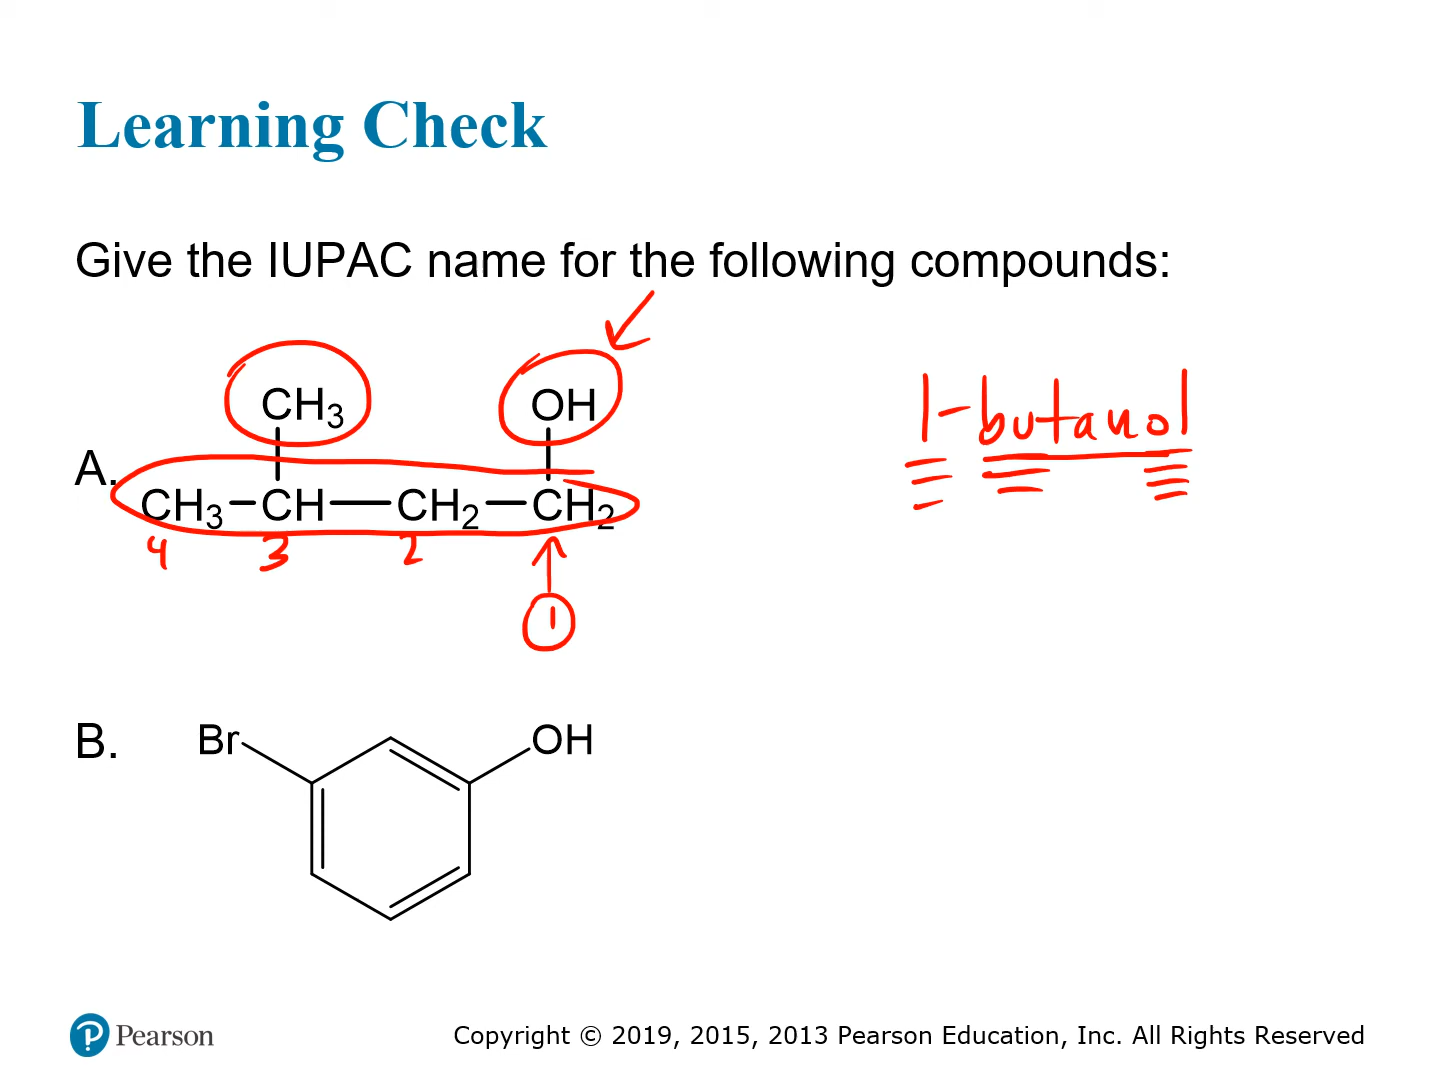 Learning Check
Give the IUPAC name for the following compounds:
CH3 OH
1-butanol
A.
CH3 CH CH2 CH2
4 3 2
1
B. Br OH
Pearson
Copyright © 2019, 2015, 2013 Pearson Education, Inc. All Rights Reserved